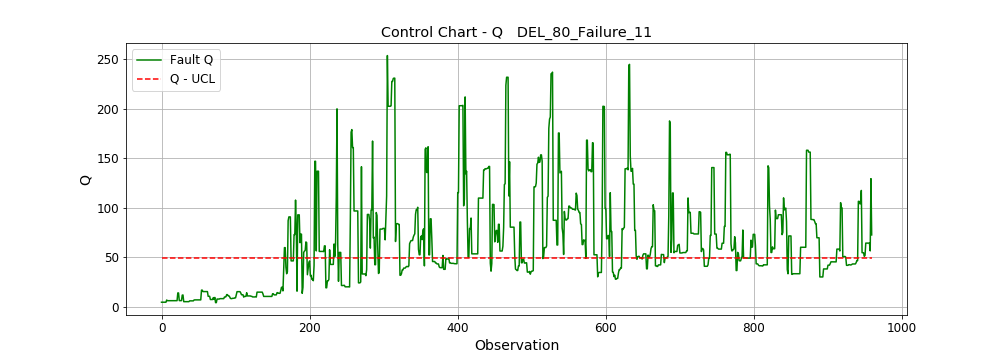 Control Chart - Q   DEL_80_Failure_11
Fault Q
Q - UCL
Q
250
200
150
100
50
0
0 200 400 600 800 1000
Observation